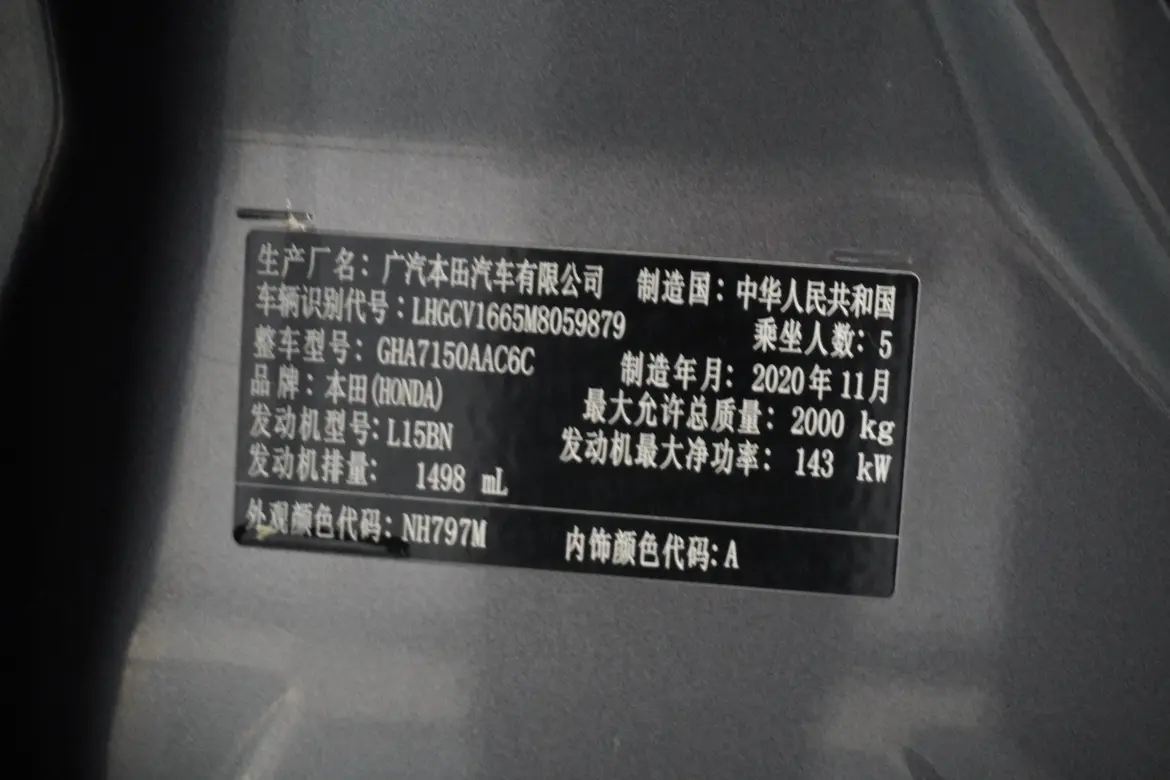 生产厂名：广汽本田汽车有限公司 制造国：中华人民共和国
车辆识别代号：LHGCV1665M8059879 乘坐人数：5
整车型号：GHA7150AAC6C 制造年月：2020年11月
品牌：本田(HONDA) 最大允许总质量：2000 kg
发动机型号：L15BN 发动机最大净功率：143 kW
发动机排量：1498 mL
外观颜色代码：NH797M 内饰颜色代码：A